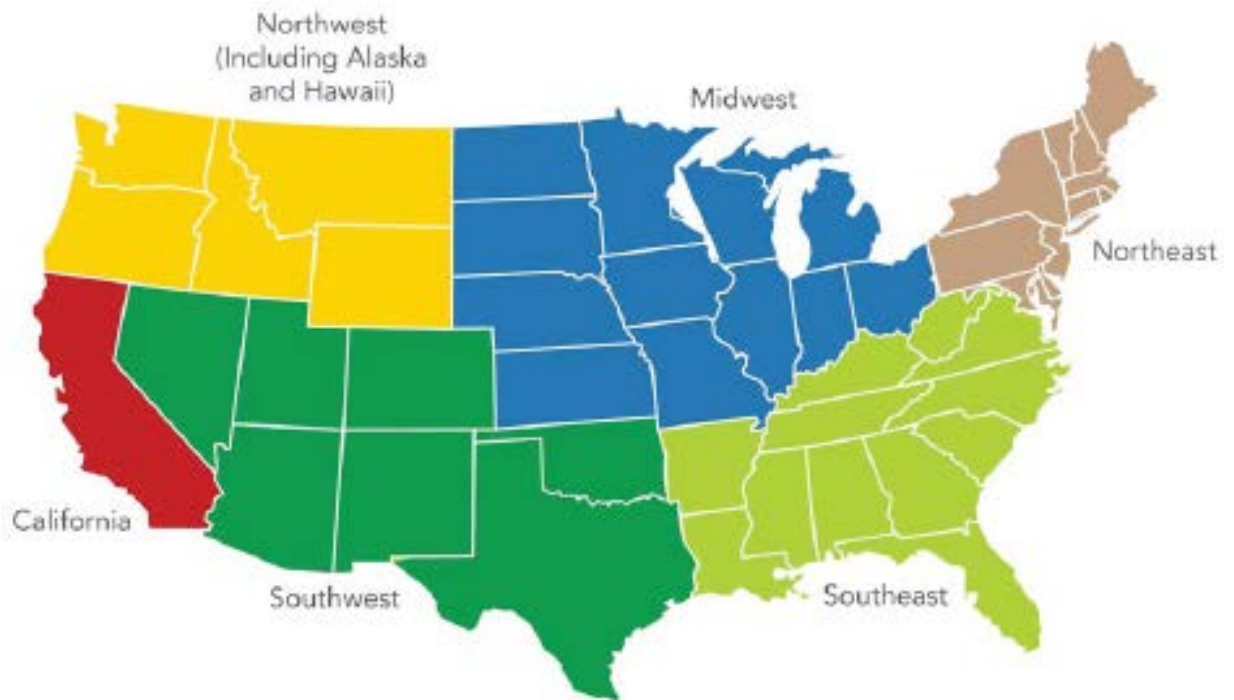 Northwest
(Including Alaska
and Hawaii)
Midwest
Northeast
California
Southwest
Southeast